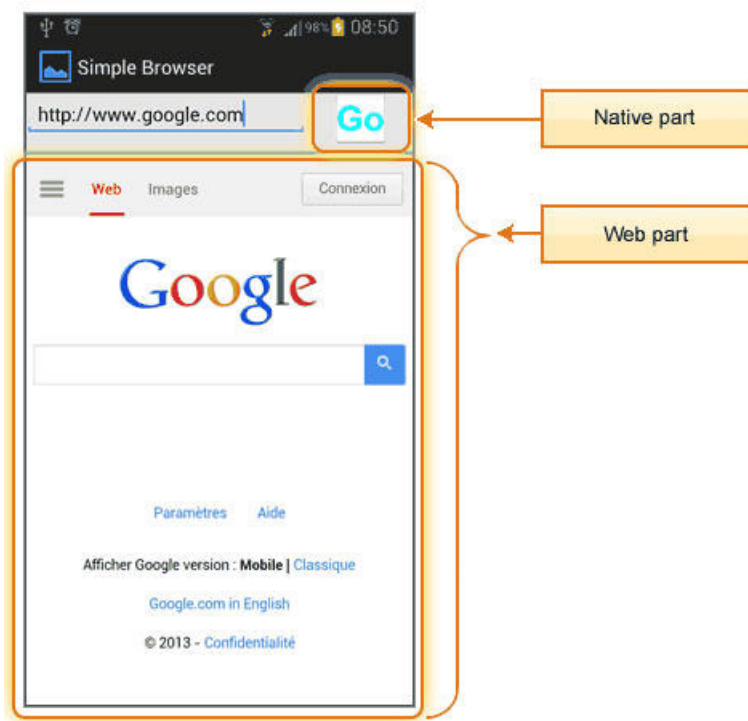 98% 08:50
Simple Browser
http://www.google.com
Go
Native part
Web Images Connexion
Web part
Google
Paramètres Aide
Afficher Google version : Mobile | Classique
Google.com in English
© 2013 - Confidentialité